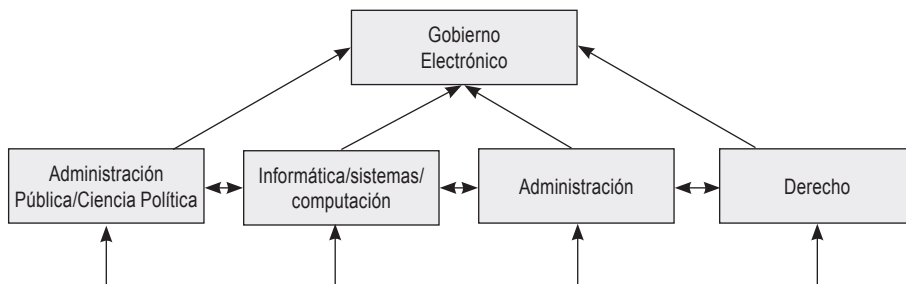 Gobierno
Electrónico
Administración
Pública/Ciencia Política
Informática/sistemas/
computación
Administración
Derecho